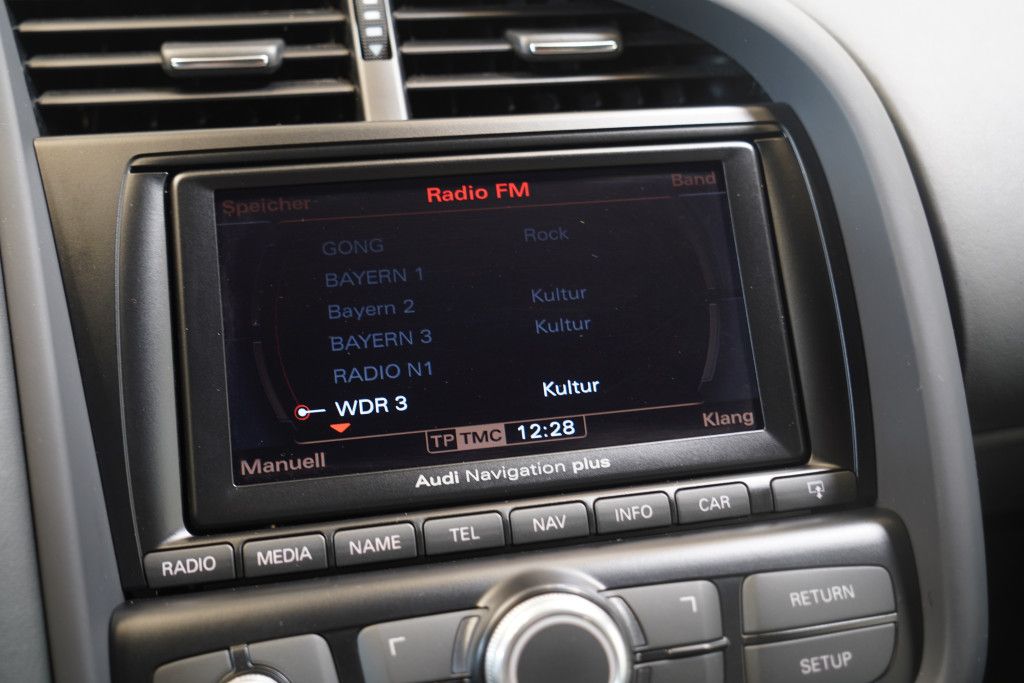 Speicher Radio FM Band
GONG Rock
BAYERN 1
Bayern 2 Kultur
BAYERN 3 Kultur
RADIO N1
WDR 3 Kultur
Manuell TP TMC 12:28 Klang
Audi Navigation plus
RADIO MEDIA NAME TEL NAV INFO CAR
RETURN
SETUP